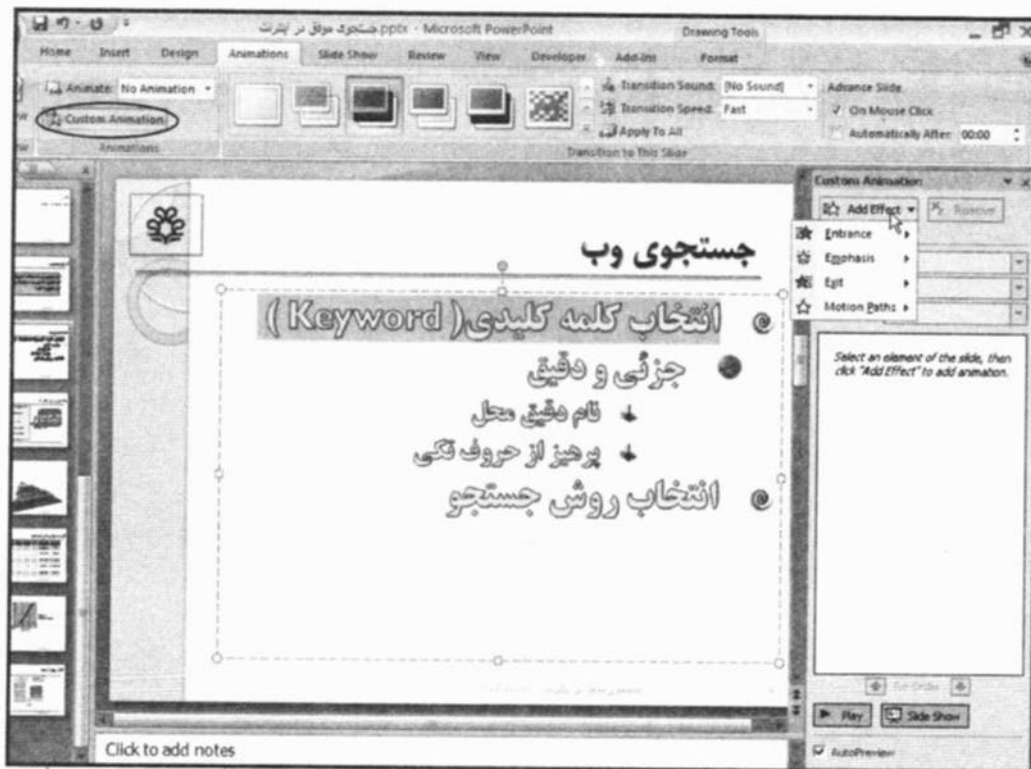 جستجوی موفق در اینترنت.pptx - Microsoft PowerPoint
Drawing Tools
Home Insert Design Animations Slide Show Review View Developer Add-Ins Format
Animate: No Animation
Custom Animation
Animations
Transition Sound: [No Sound]
Transition Speed: Fast
Apply To All
Transition to This Slide
Advance Slide
On Mouse Click
Automatically After: 00:00
جستجوی وب
انتخاب کلمه کلیدی( Keyword )
جزئی و دقیق
نام دقیق محل
پرهیز از حروف تکی
انتخاب روش جستجو
Click to add notes
Custom Animation
Add Effect Remove
Entrance
Emphasis
Exit
Motion Paths
Select an element of the slide, then
click "Add Effect" to add animation.
Re-Order
Play Slide Show
AutoPreview